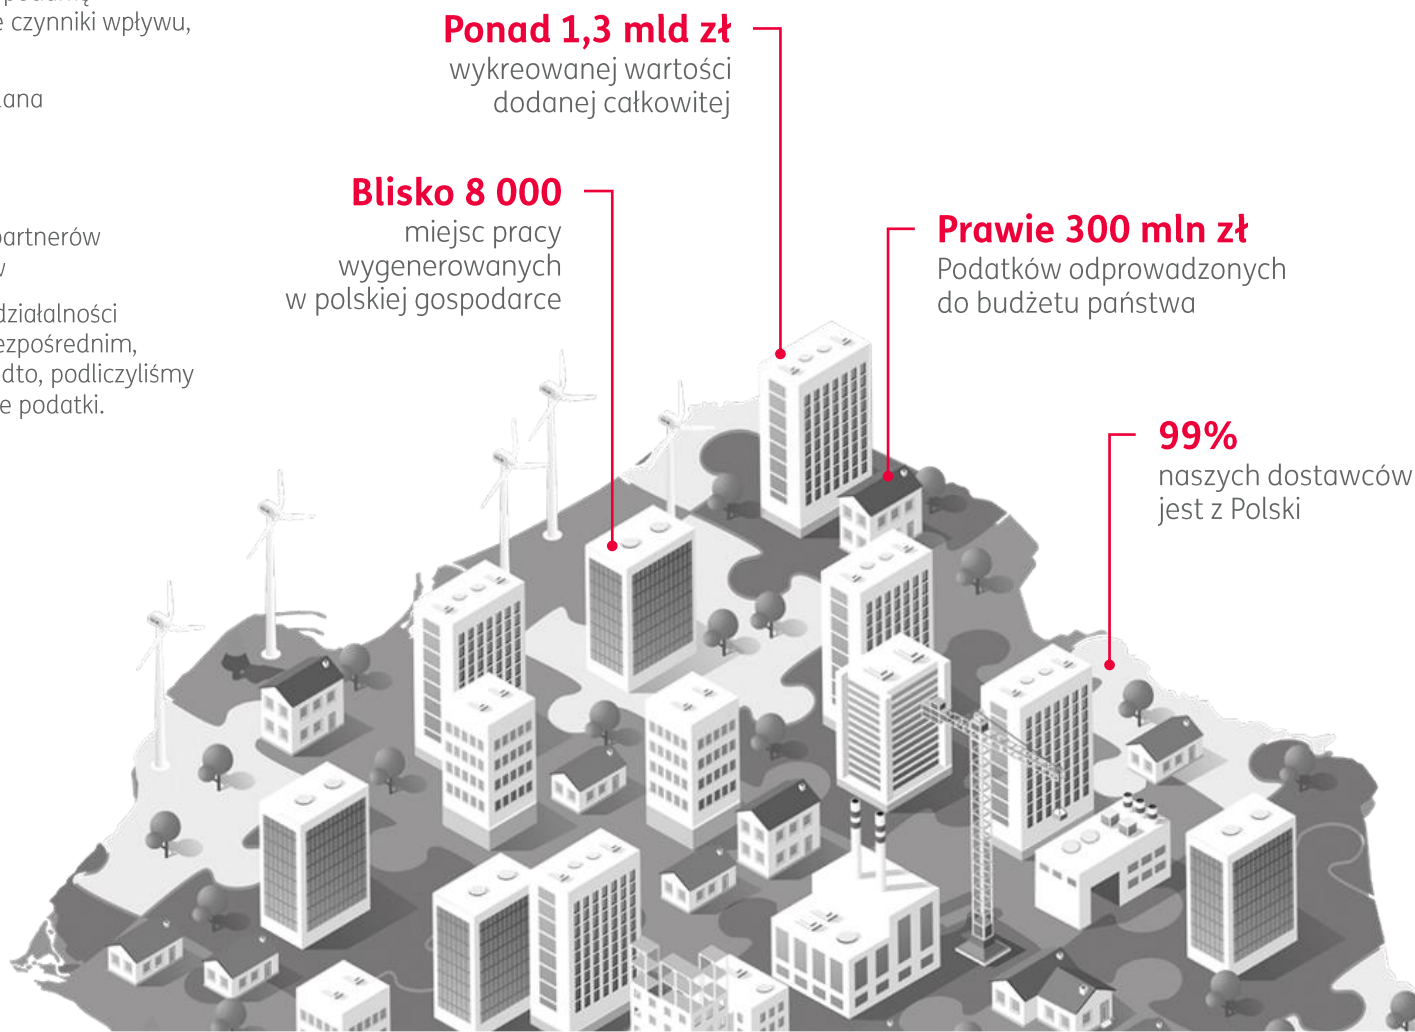 czynniki wpływu,
partnerów
działalności
bezpośrednim,
podliczyliśmy
podatki.
Ponad 1,3 mld zł
wykreowanej wartości
dodanej całkowitej
Blisko 8 000
miejsc pracy
wygenerowanych
w polskiej gospodarce
Prawie 300 mln zł
Podatków odprowadzonych
do budżetu państwa
99%
naszych dostawców
jest z Polski